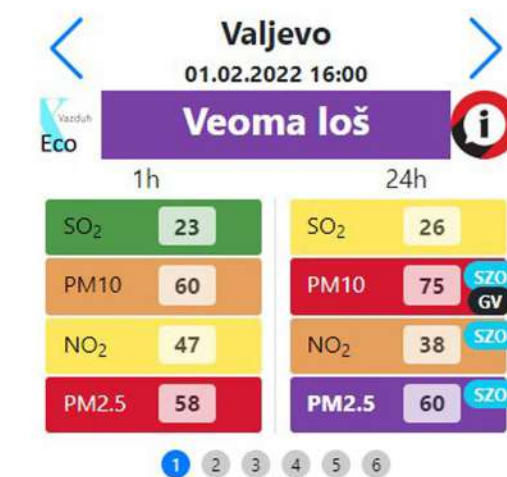 Valjevo
01.02.2022 16:00
Vazduh
Eco
Veoma loš
i
1h
24h
SO₂ 23
SO₂ 26
PM10 60
PM10 75 SZO
GV
NO₂ 47
NO₂ 38 SZO
PM2.5 58
PM2.5 60 SZO
1 2 3 4 5 6